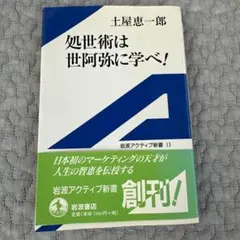 土屋恵一郎
処世術は
世阿弥に学べ！
岩波アクティブ新書 13
日本初のマーケティングの天才が
人生の智恵を伝授する
岩波アクティブ新書
創刊！
岩波書店